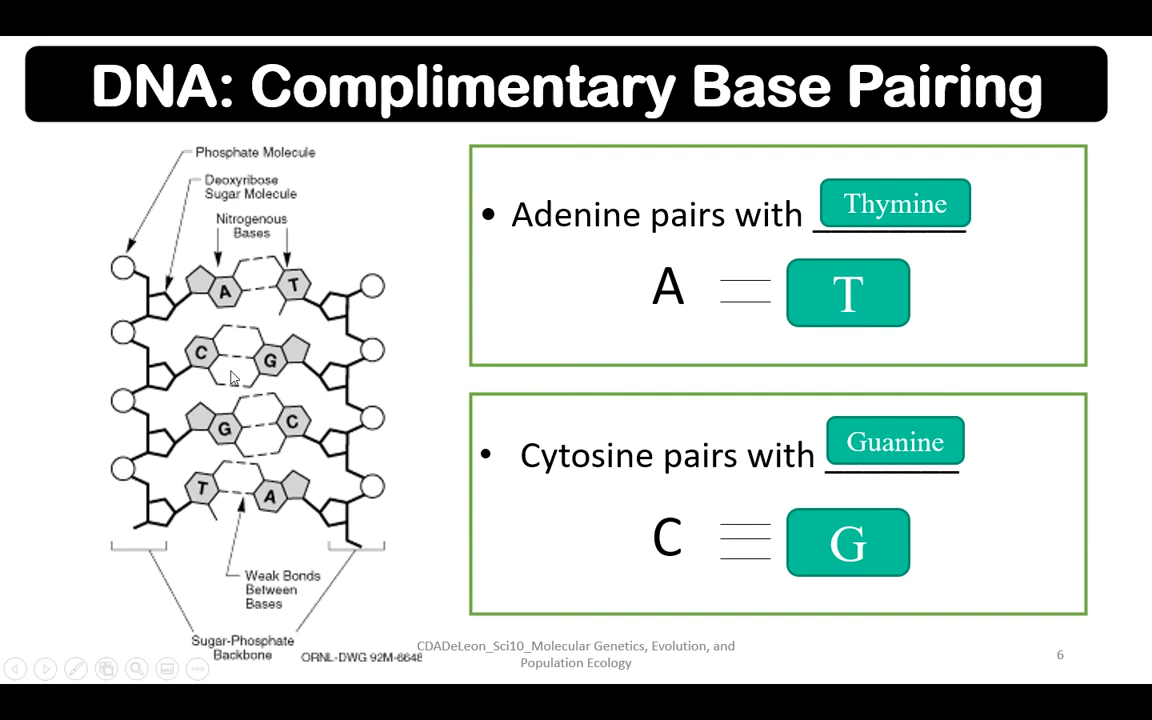 DNA: Complimentary Base Pairing
Phosphate Molecule
Deoxyribose
Sugar Molecule
Nitrogenous
Bases
A
T
C
G
G
C
T
A
Weak Bonds
Between
Bases
Sugar-Phosphate
Backbone
ORNL-DWG 92M-6648
• Adenine pairs with Thymine
A T
• Cytosine pairs with Guanine
C G
CDADeLeon_Sci10_Molecular Genetics, Evolution, and
Population Ecology
6